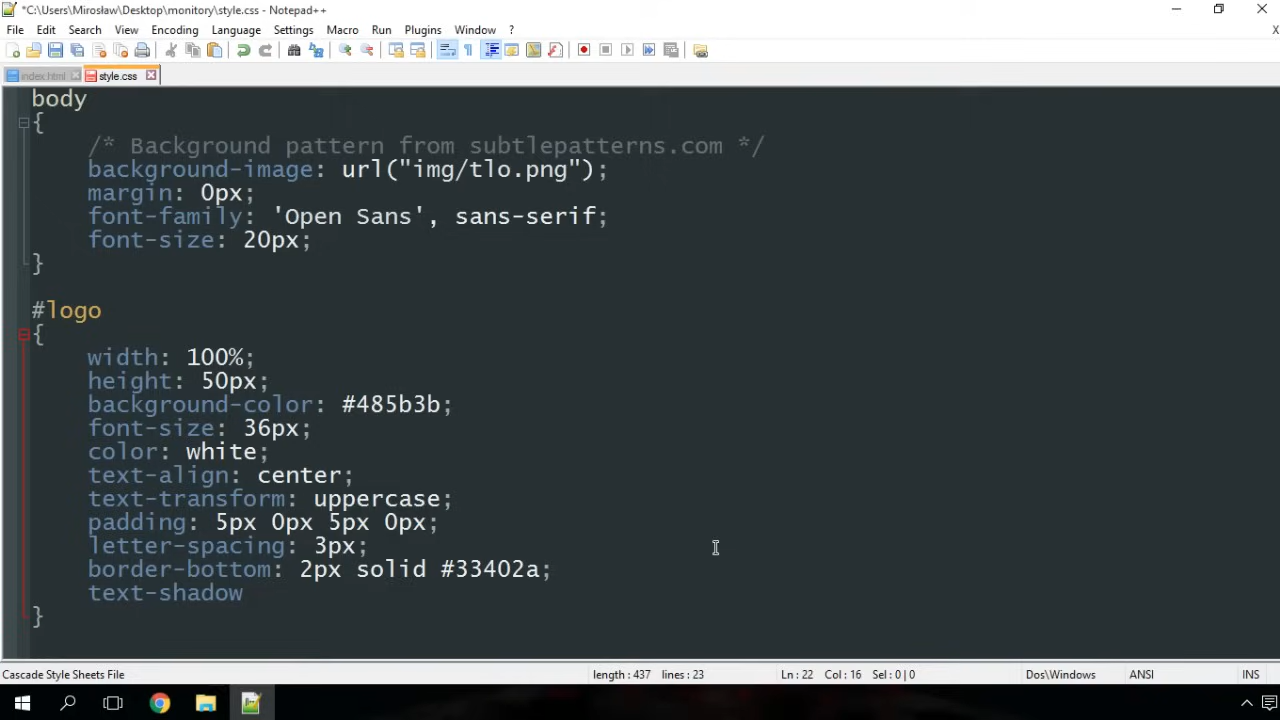 *C:\Users\Mirosław\Desktop\monitory\style.css - Notepad++
File Edit Search View Encoding Language Settings Macro Run Plugins Window ?
X
index.html style.css
body
{
/* Background pattern from subtlepatterns.com */
background-image: url("img/tlo.png");
margin: 0px;
font-family: 'Open Sans', sans-serif;
font-size: 20px;
}
#logo
{
width: 100%;
height: 50px;
background-color: #485b3b;
font-size: 36px;
color: white;
text-align: center;
text-transform: uppercase;
padding: 5px 0px 5px 0px;
letter-spacing: 3px;
border-bottom: 2px solid #33402a;
text-shadow
}
Cascade Style Sheets File length : 437 lines : 23 Ln : 22 Col : 16 Sel : 0 | 0 Dos\Windows ANSI INS